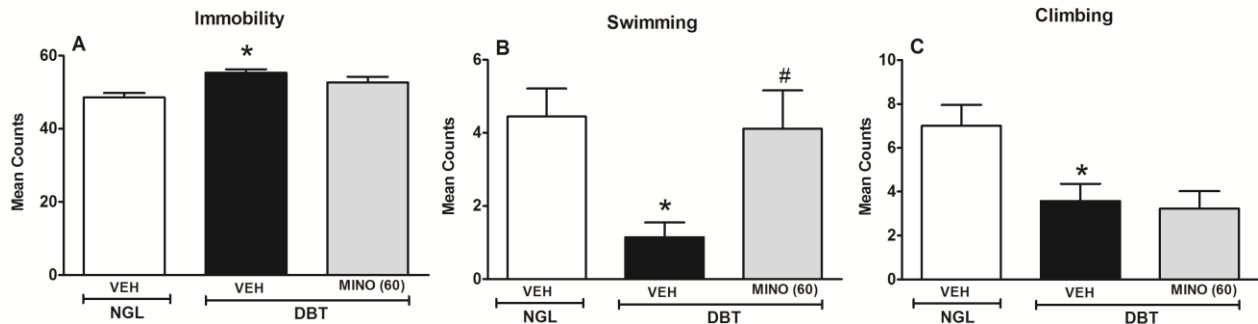 Immobility
A
*
Mean Counts
60
40
20
0
VEH
VEH
MINO (60)
NGL
DBT
Swimming
B
#
*
Mean Counts
6
4
2
0
VEH
VEH
MINO (60)
NGL
DBT
Climbing
C
*
Mean Counts
10
8
6
4
2
0
VEH
VEH
MINO (60)
NGL
DBT